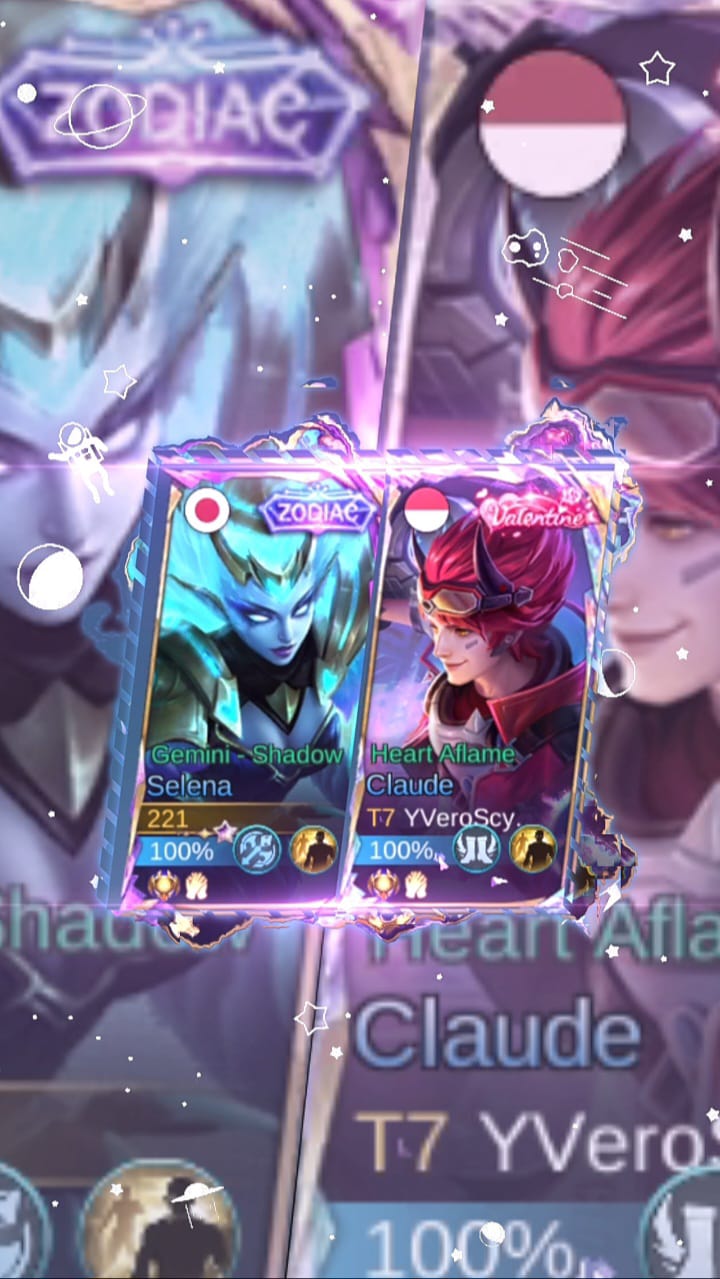 ZODIAC
ZODIAC
Valentine
Gemini - Shadow
Heart Aflame
Selena
Claude
221
T7 YVeroScy.
100%
100%
Shadow
Heart Afla
Claude
T7 YVeroS
100%